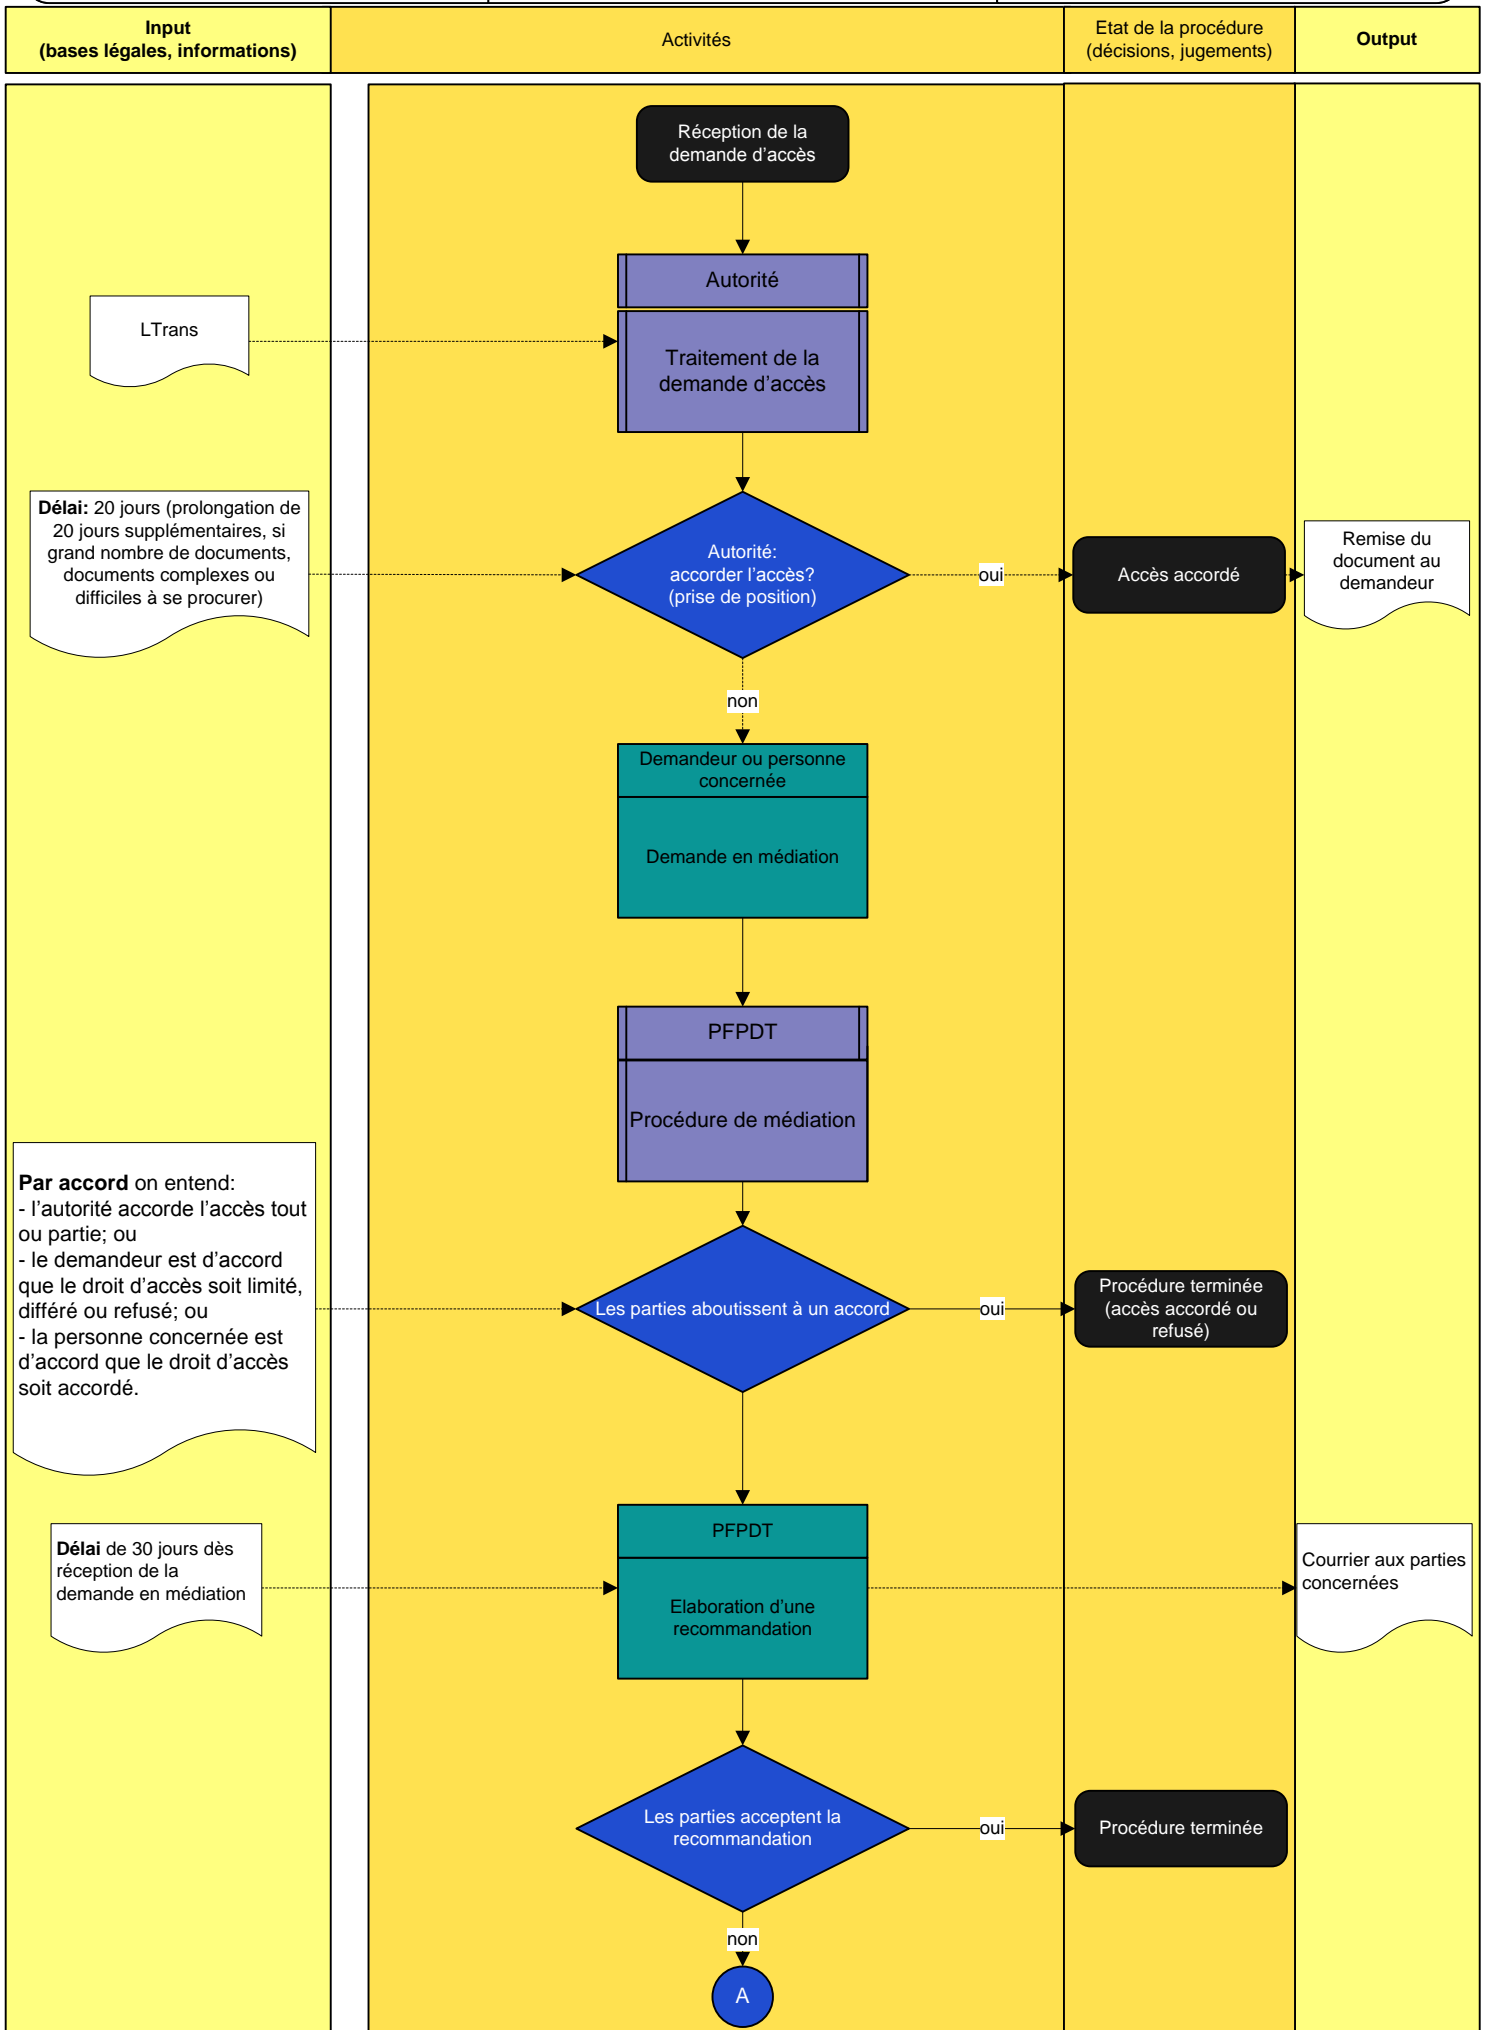 Input
(bases légales, informations)
Activités
Etat de la procédure
(décisions, jugements)
Output
Réception de la
demande d'accès
Autorité
LTrans
Traitement de la
demande d'accès
Délai: 20 jours (prolongation de
20 jours supplémentaires, si
grand nombre de documents,
documents complexes ou
difficiles à se procurer)
Autorité:
accorder l'accès?
(prise de position)
oui
Accès accordé
Remise du
document au
demandeur
non
Demandeur ou personne
concernée
Demande en médiation
PFPDT
Procédure de médiation
Par accord on entend:
- l'autorité accorde l'accès tout
ou partie; ou
- le demandeur est d'accord
que le droit d'accès soit limité,
différé ou refusé; ou
- la personne concernée est
d'accord que le droit d'accès
soit accordé.
Les parties aboutissent à un accord
oui
Procédure terminée
(accès accordé ou
refusé)
PFPDT
Délai de 30 jours dès
réception de la
demande en médiation
Elaboration d'une
recommandation
Courrier aux parties
concernées
Les parties acceptent la
recommandation
oui
Procédure terminée
non
A